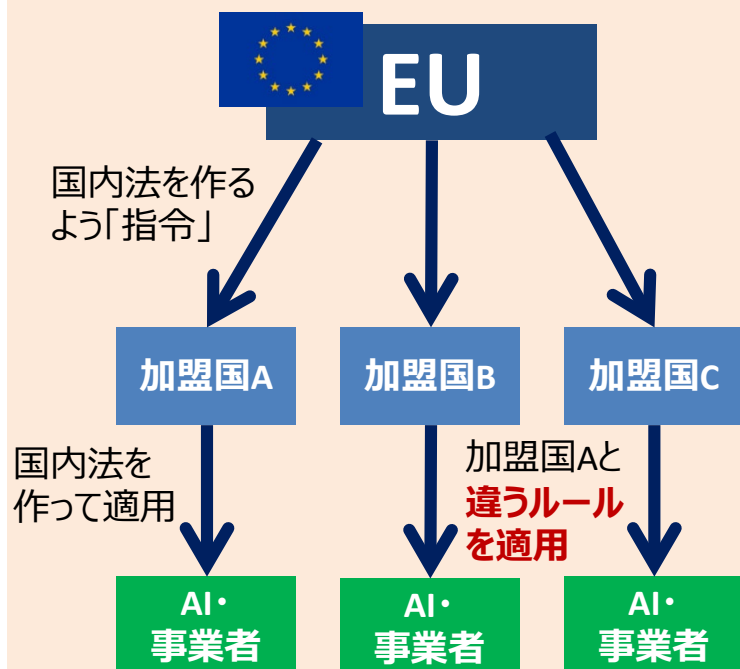 EU
国内法を作る
よう「指令」
加盟国A
加盟国B
加盟国C
国内法を
作って適用
加盟国Aと
違うルール
を適用
AI・
事業者
AI・
事業者
AI・
事業者